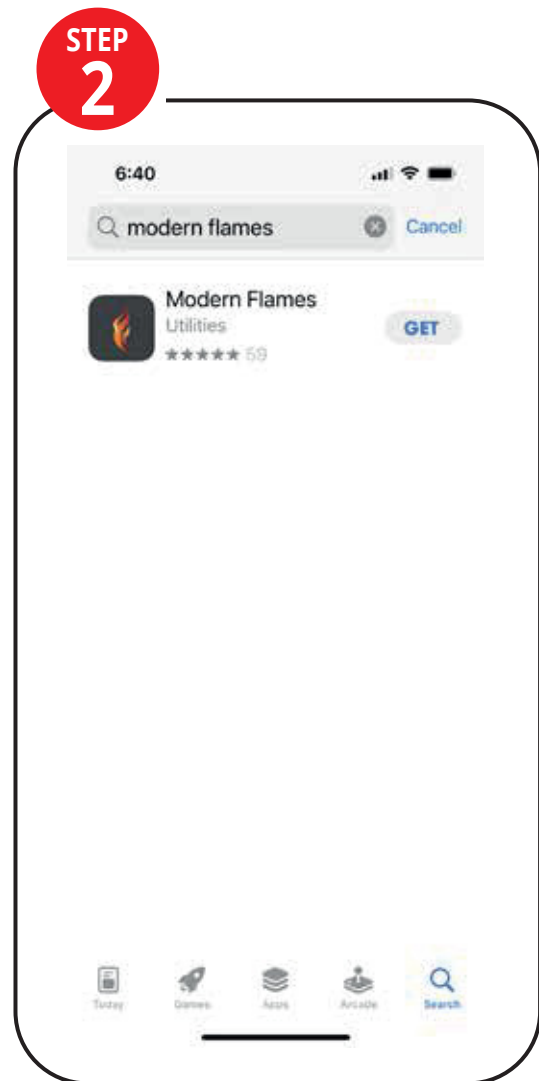 STEP
2
6:40
modern flames
Cancel
Modern Flames
Utilities
GET
★★★★★ 59
Today
Games
Apps
Arcade
Search